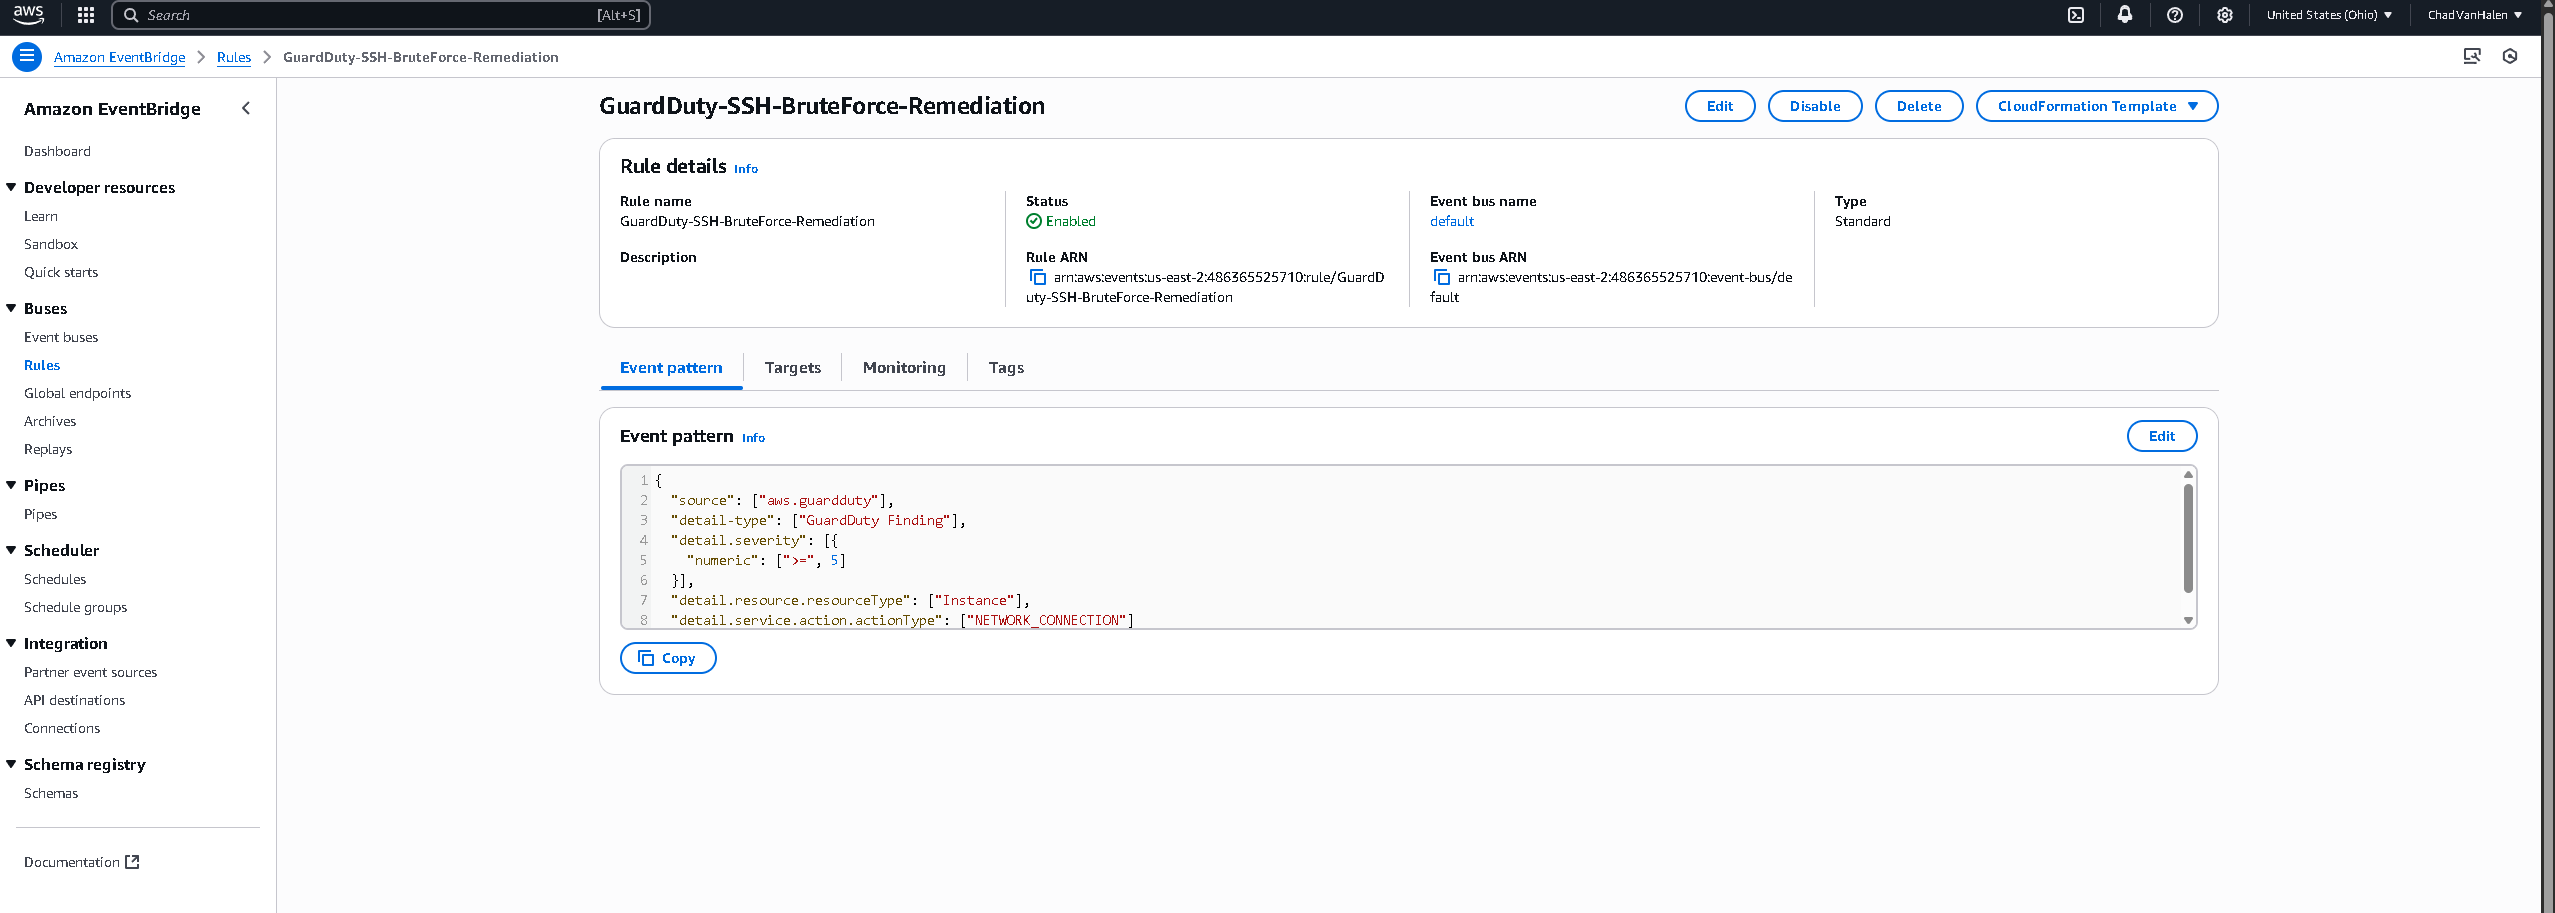 aws
Search
[Alt+S]
United States (Ohio)
ChadVanHalen
Amazon EventBridge
Rules
GuardDuty-SSH-BruteForce-Remediation
Amazon EventBridge
Dashboard
Developer resources
Learn
Sandbox
Quick starts
Buses
Event buses
Rules
Global endpoints
Archives
Replays
Pipes
Pipes
Scheduler
Schedules
Schedule groups
Integration
Partner event sources
API destinations
Connections
Schema registry
Schemas
Documentation
GuardDuty-SSH-BruteForce-Remediation
Edit
Disable
Delete
CloudFormation Template
Rule details Info
Rule name
GuardDuty-SSH-BruteForce-Remediation
Description
Status
Enabled
Rule ARN
arn:aws:events:us-east-2:486365525710:rule/GuardD
uty-SSH-BruteForce-Remediation
Event bus name
default
Event bus ARN
arn:aws:events:us-east-2:486365525710:event-bus/de
fault
Type
Standard
Event pattern
Targets
Monitoring
Tags
Event pattern Info
Edit
1 {
2 "source": ["aws.guardduty"],
3 "detail-type": ["GuardDuty Finding"],
4 "detail.severity": [{
5 "numeric": [">=", 5]
6 }],
7 "detail.resource.resourceType": ["Instance"],
8 "detail.service.action.actionType": ["NETWORK_CONNECTION"]
Copy